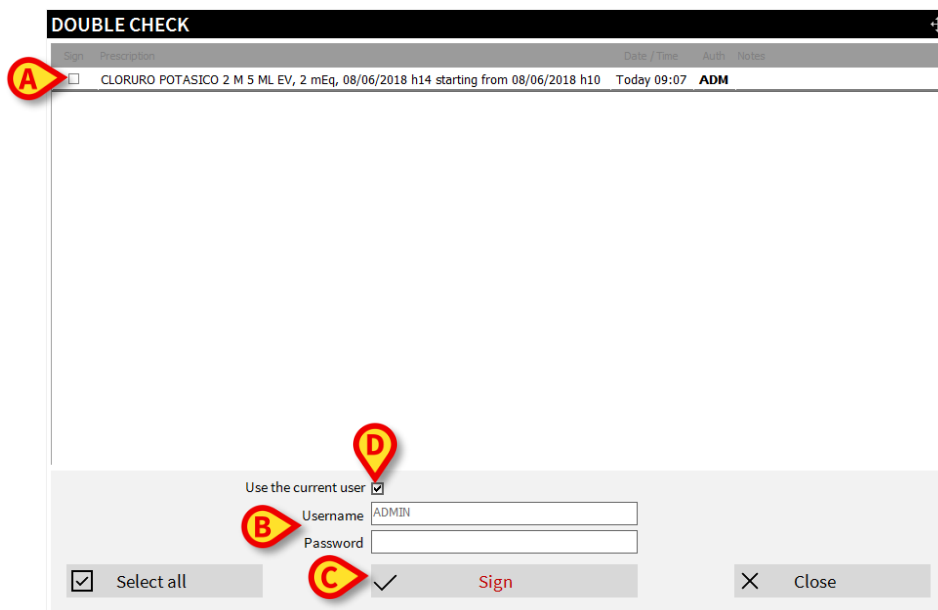 DOUBLE CHECK
Sign Prescription Date / Time Auth Notes
A
CLORURO POTASICO 2 M 5 ML EV, 2 mEq, 08/06/2018 h14 starting from 08/06/2018 h10 Today 09:07 ADM
D
Use the current user
B
Username ADMIN
Password
C
Select all Sign Close